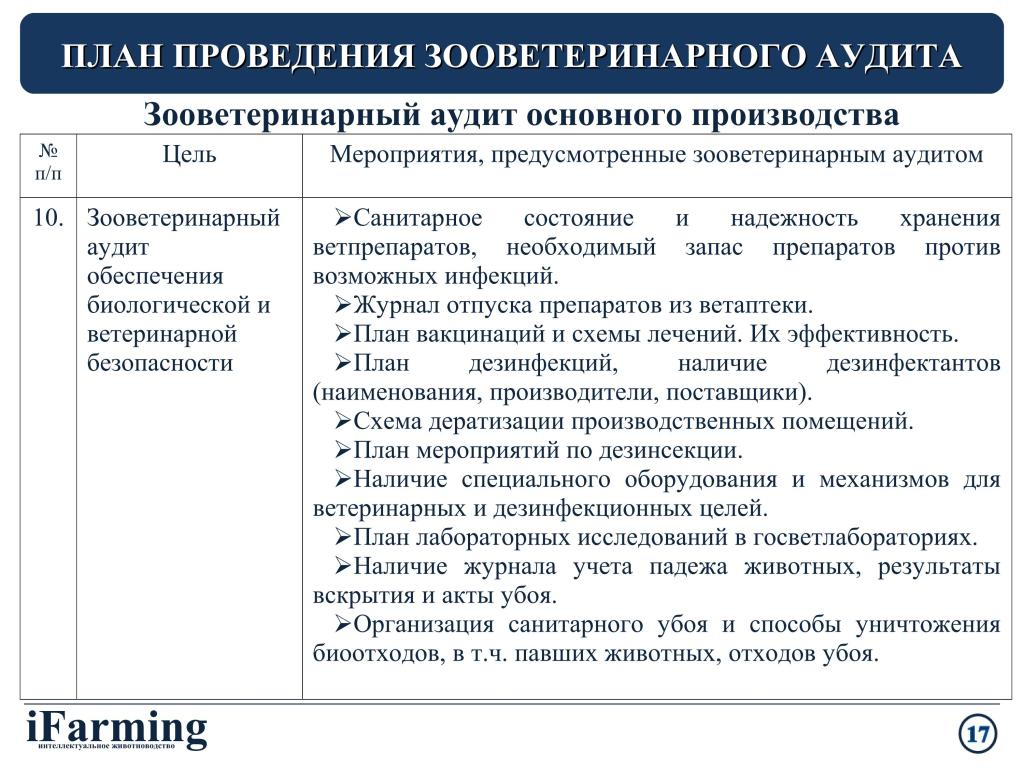 ПЛАН ПРОВЕДЕНИЯ ЗООВЕТЕРИНАРНОГО АУДИТА
Зооветеринарный аудит основного производства
№
п/п
Цель
Мероприятия, предусмотренные зооветеринарным аудитом
10.
Зооветеринарный
аудит
обеспечения
биологической и
ветеринарной
безопасности
➢Санитарное состояние и надежность хранения
ветпрепаратов, необходимый запас препаратов против
возможных инфекций.
➢Журнал отпуска препаратов из ветаптеки.
➢План вакцинаций и схемы лечений. Их эффективность.
➢План дезинфекций, наличие дезинфектантов
(наименования, производители, поставщики).
➢Схема дератизации производственных помещений.
➢План мероприятий по дезинсекции.
➢Наличие специального оборудования и механизмов для
ветеринарных и дезинфекционных целей.
➢План лабораторных исследований в госветлабораториях.
➢Наличие журнала учета падежа животных, результаты
вскрытия и акты убоя.
➢Организация санитарного убоя и способы уничтожения
биоотходов, в т.ч. павших животных, отходов убоя.
iFarming
интеллектуальное животноводство
17